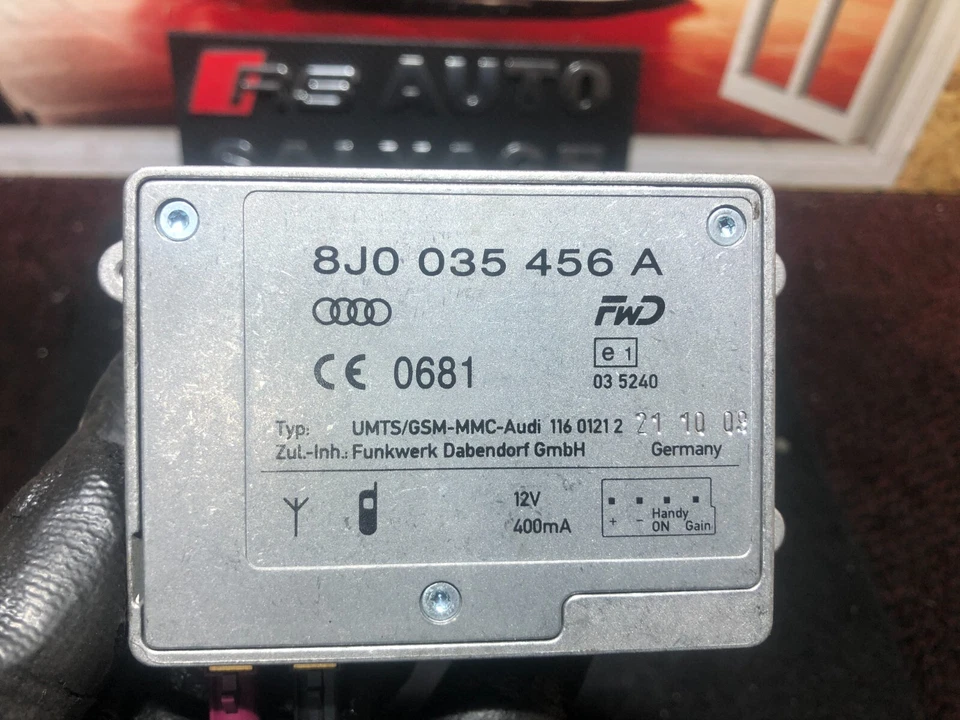 RS AUTO
SALVAGE
8J0 035 456 A
FWD
e 1
CE 0681
03 5240
Typ: UMTS/GSM-MMC-Audi 116 0121 2 21 10 09
Zul.-Inh.: Funkwerk Dabendorf GmbH Germany
12V
400mA
+ - Handy ON Gain